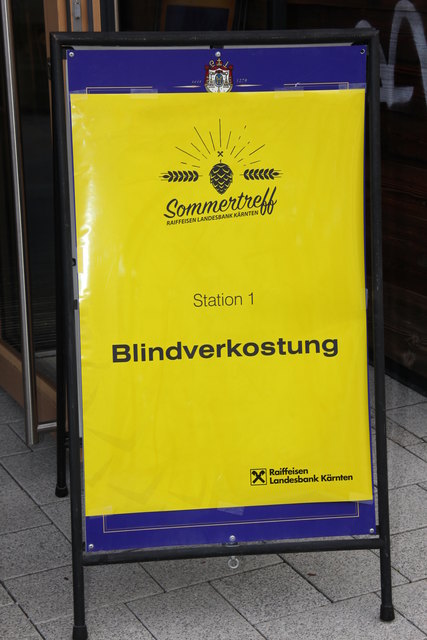 Sommertreff
RAIFFEISEN LANDESBANK KÄRNTEN
Station 1
Blindverkostung
Raiffeisen
Landesbank Kärnten